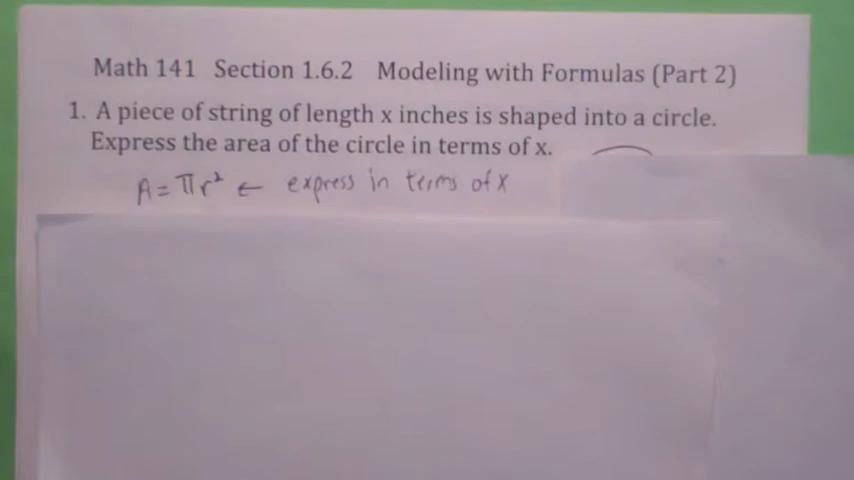 Math 141 Section 1.6.2 Modeling with Formulas (Part 2)
1. A piece of string of length x inches is shaped into a circle.
Express the area of the circle in terms of x.
A = πr² ← express in terms of x